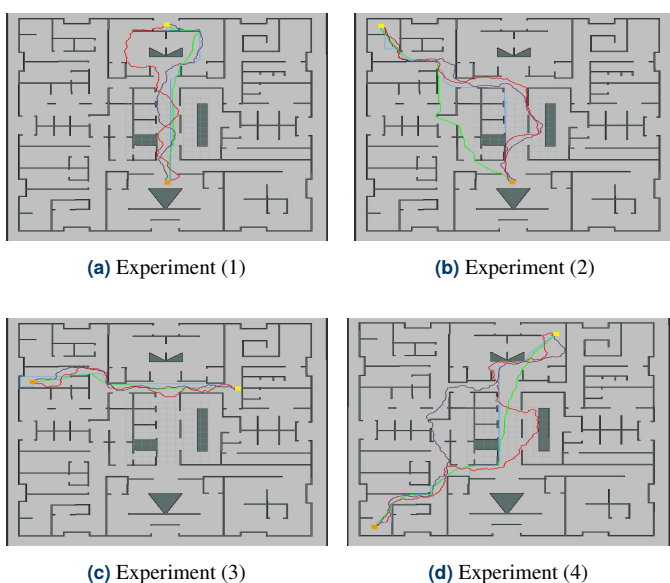 (a) Experiment (1)
(b) Experiment (2)
(c) Experiment (3)
(d) Experiment (4)